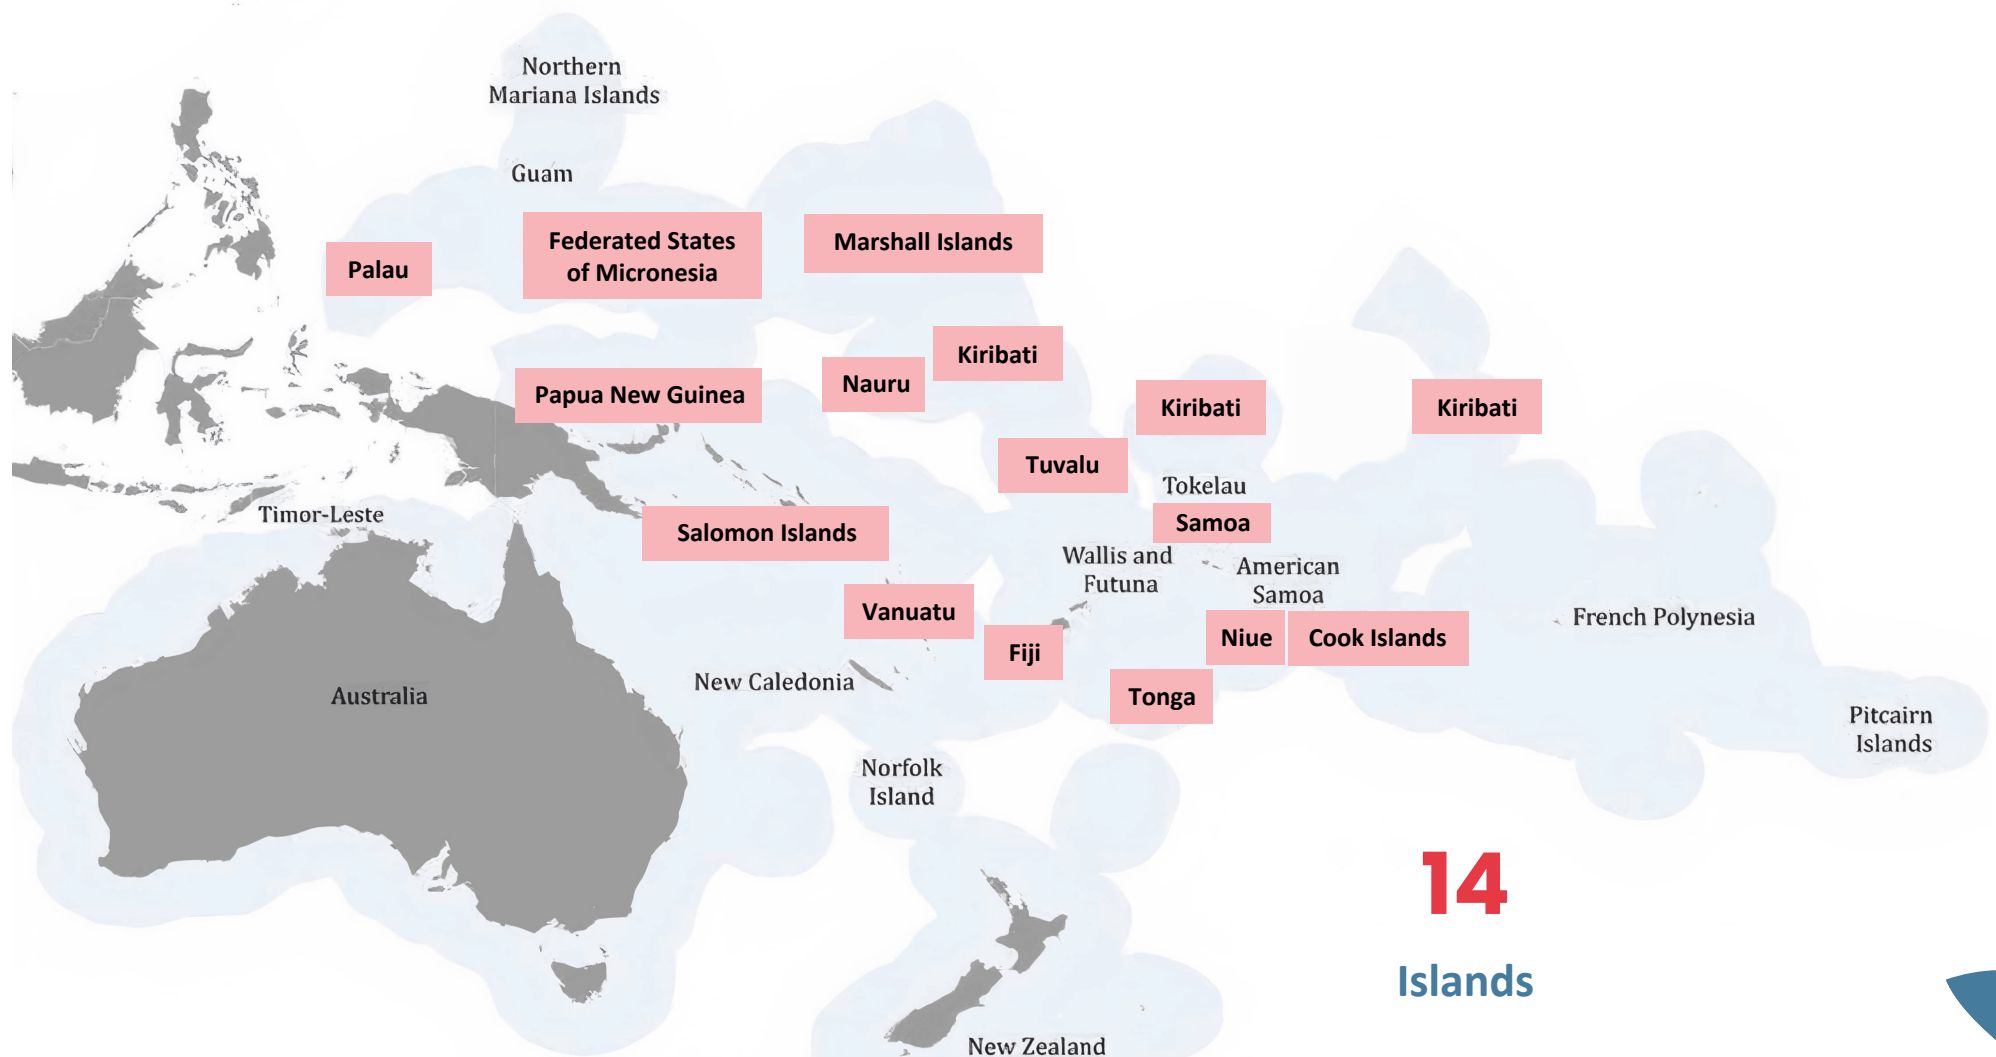 Northern
Mariana Islands
Guam
Federated States
of Micronesia
Marshall Islands
Palau
Kiribati
Nauru
Papua New Guinea
Kiribati
Kiribati
Tuvalu
Tokelau
Timor-Leste
Samoa
Salomon Islands
Wallis and
Futuna
American
Samoa
Vanuatu
French Polynesia
Niue
Cook Islands
Fiji
New Caledonia
Australia
Tonga
Pitcairn
Islands
Norfolk
Island
14
Islands
New Zealand